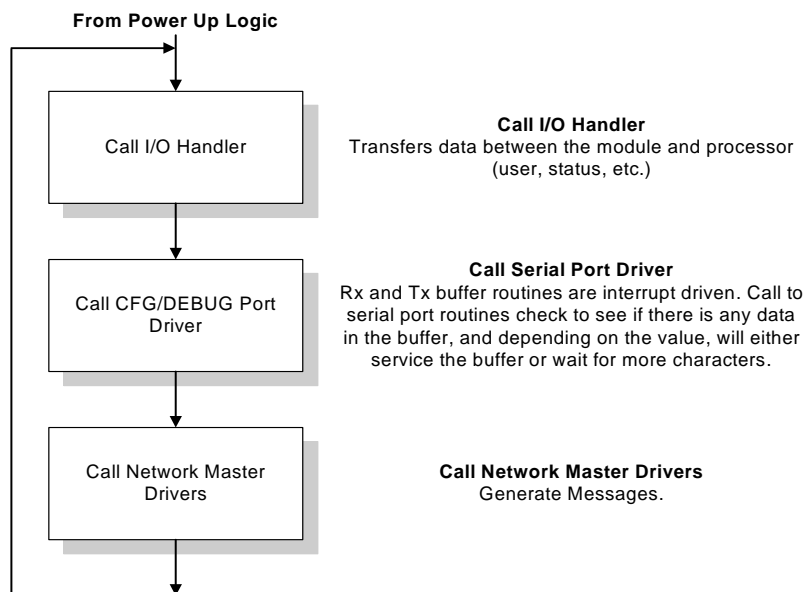 From Power Up Logic
Call I/O Handler
Call I/O Handler
Transfers data between the module and processor
(user, status, etc.)
Call CFG/DEBUG Port
Driver
Call Serial Port Driver
Rx and Tx buffer routines are interrupt driven. Call to
serial port routines check to see if there is any data
in the buffer, and depending on the value, will either
service the buffer or wait for more characters.
Call Network Master
Drivers
Call Network Master Drivers
Generate Messages.